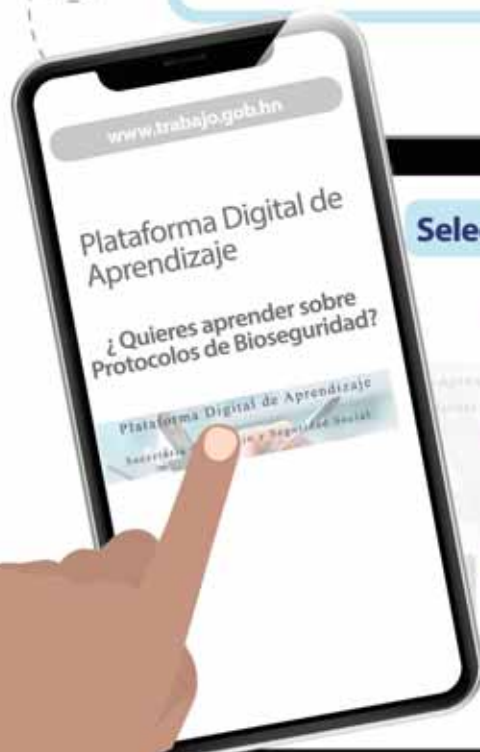 www.trabajo.gob.hn
Selec
Plataforma Digital de
Aprendizaje
¿ Quieres aprender sobre
Protocolos de Bioseguridad?
Plataforma Digital de Aprendizaje
Secretaría y Seguridad Social